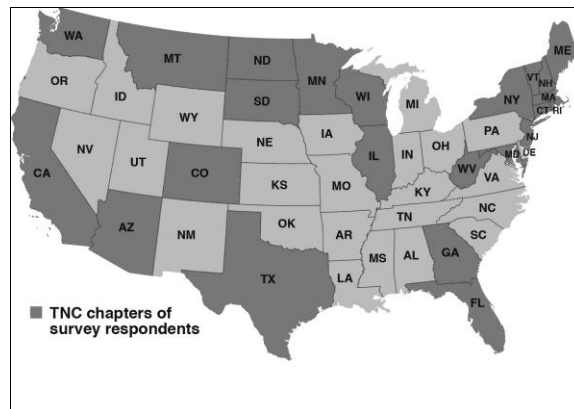 WA
MT
ND
MN
WI
MI
ME
VT
NH
MA
CT RI
NY
OR
ID
WY
SD
IA
NE
IL
IN
OH
PA
NJ
MD
DE
WV
VA
NV
UT
CO
KS
MO
KY
NC
CA
AZ
NM
OK
AR
TN
SC
MS
AL
GA
TX
LA
FL
TNC chapters of
survey respondents